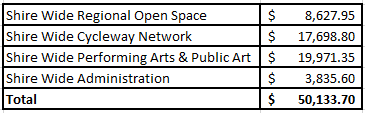 Shire Wide Regional Open Space $ 8,627.95
Shire Wide Cycleway Network $ 17,698.80
Shire Wide Performing Arts & Public Art $ 19,971.35
Shire Wide Administration $ 3,835.60
Total $ 50,133.70